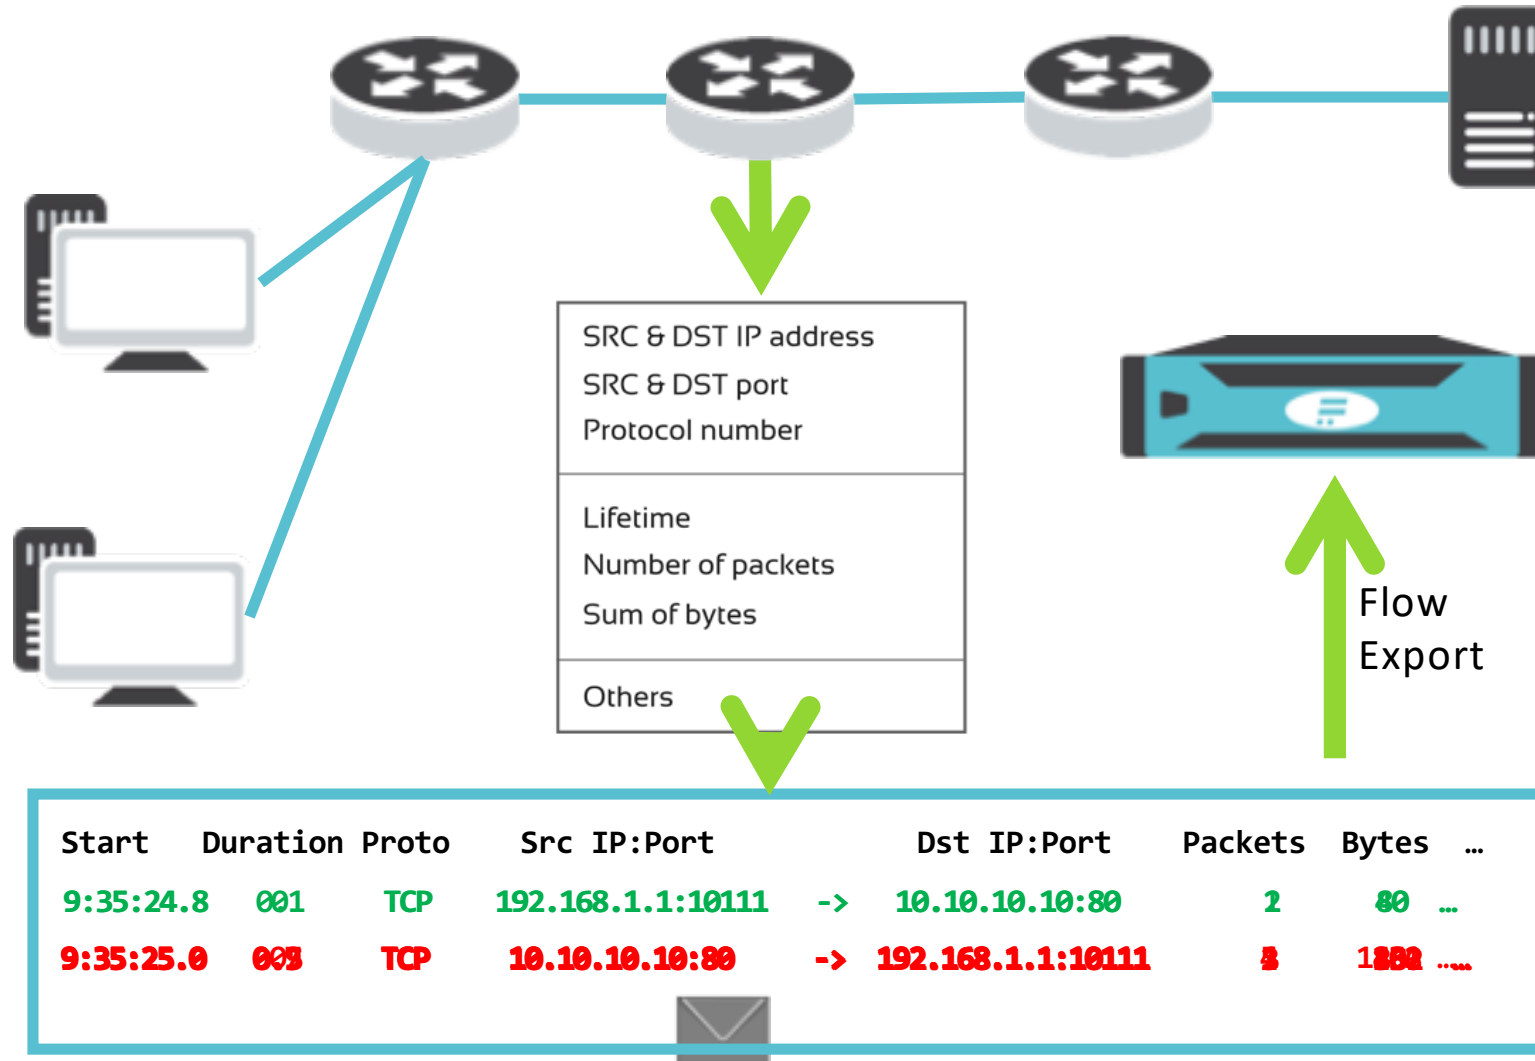 SRC & DST IP address
SRC & DST port
Protocol number
Lifetime
Number of packets
Sum of bytes
Others
Flow
Export
Start Duration Proto Src IP:Port Dst IP:Port Packets Bytes …
9:35:24.8 TCP 192.168.1.1:10111 -> 10.10.10.10:80 …
9:35:25.0 TCP 10.10.10.10:80 -> 192.168.1.1:10111 …